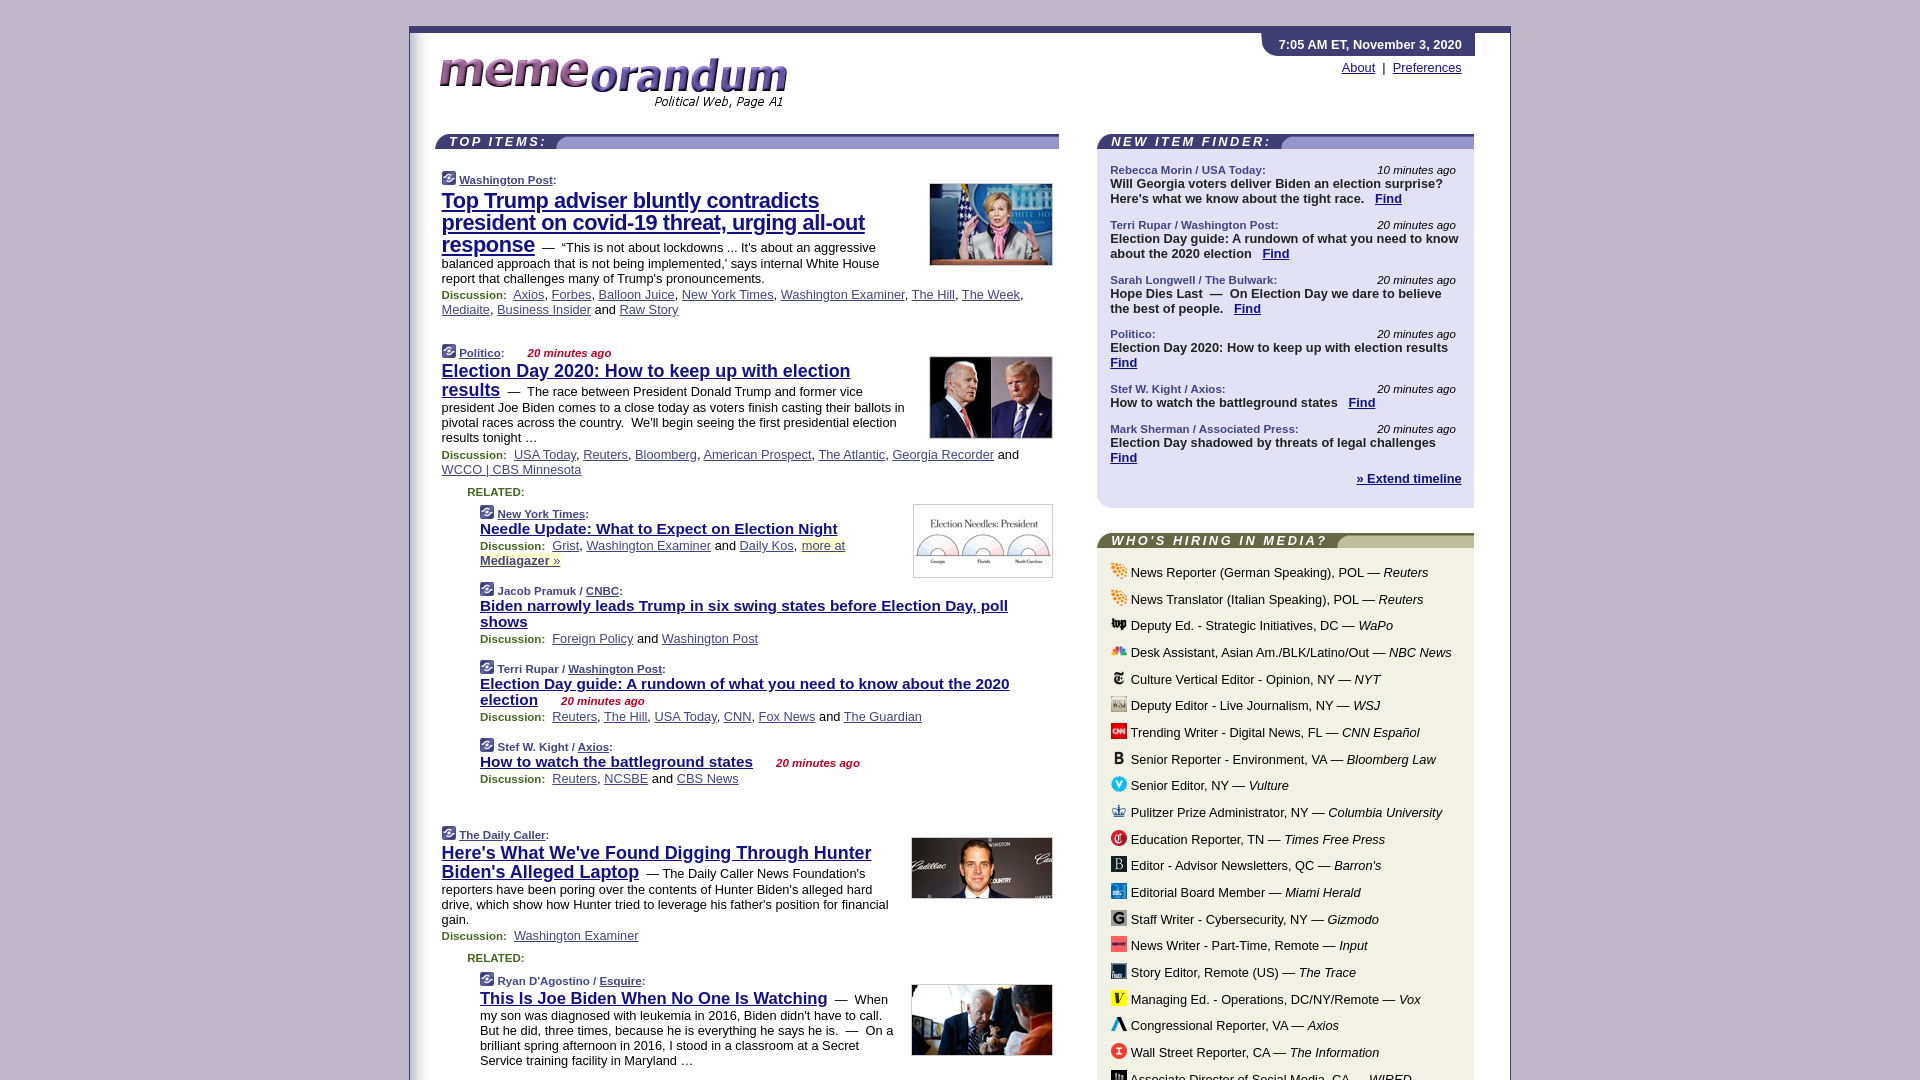 7:05 AM ET, November 3, 2020
About | Preferences
memeorandum
Political Web, Page A1
TOP ITEMS:
Washington Post:
Top Trump adviser bluntly contradicts
president on covid-19 threat, urging all-out
response — “This is not about lockdowns ... It's about an aggressive
balanced approach that is not being implemented,' says internal White House
report that challenges many of Trump's pronouncements.
Discussion: Axios, Forbes, Balloon Juice, New York Times, Washington Examiner, The Hill, The Week,
Mediaite, Business Insider and Raw Story
Politico: 20 minutes ago
Election Day 2020: How to keep up with election
results — The race between President Donald Trump and former vice
president Joe Biden comes to a close today as voters finish casting their ballots in
pivotal races across the country. We'll begin seeing the first presidential election
results tonight …
Discussion: USA Today, Reuters, Bloomberg, American Prospect, The Atlantic, Georgia Recorder and
WCCO | CBS Minnesota
RELATED:
New York Times:
Needle Update: What to Expect on Election Night
Discussion: Grist, Washington Examiner and Daily Kos, more at
Mediagazer »
Election Needles: President
Georgia Florida North Carolina
Jacob Pramuk / CNBC:
Biden narrowly leads Trump in six swing states before Election Day, poll
shows
Discussion: Foreign Policy and Washington Post
Terri Rupar / Washington Post:
Election Day guide: A rundown of what you need to know about the 2020
election 20 minutes ago
Discussion: Reuters, The Hill, USA Today, CNN, Fox News and The Guardian
Stef W. Kight / Axios:
How to watch the battleground states 20 minutes ago
Discussion: Reuters, NCSBE and CBS News
The Daily Caller:
Here's What We've Found Digging Through Hunter
Biden's Alleged Laptop — The Daily Caller News Foundation's
reporters have been poring over the contents of Hunter Biden's alleged hard
drive, which show how Hunter tried to leverage his father's position for financial
gain.
Discussion: Washington Examiner
WINSTON
Cadillac
COUNTRY
RELATED:
Ryan D'Agostino / Esquire:
This Is Joe Biden When No One Is Watching — When
my son was diagnosed with leukemia in 2016, Biden didn't have to call.
But he did, three times, because he is everything he says he is. — On a
brilliant spring afternoon in 2016, I stood in a classroom at a Secret
Service training facility in Maryland …
NEW ITEM FINDER:
Rebecca Morin / USA Today: 10 minutes ago
Will Georgia voters deliver Biden an election surprise?
Here's what we know about the tight race. Find
Terri Rupar / Washington Post: 20 minutes ago
Election Day guide: A rundown of what you need to know
about the 2020 election Find
Sarah Longwell / The Bulwark: 20 minutes ago
Hope Dies Last — On Election Day we dare to believe
the best of people. Find
Politico: 20 minutes ago
Election Day 2020: How to keep up with election results
Find
Stef W. Kight / Axios: 20 minutes ago
How to watch the battleground states Find
Mark Sherman / Associated Press: 20 minutes ago
Election Day shadowed by threats of legal challenges
Find
» Extend timeline
WHO'S HIRING IN MEDIA?
News Reporter (German Speaking), POL — Reuters
News Translator (Italian Speaking), POL — Reuters
Deputy Ed. - Strategic Initiatives, DC — WaPo
Desk Assistant, Asian Am./BLK/Latino/Out — NBC News
Culture Vertical Editor - Opinion, NY — NYT
Deputy Editor - Live Journalism, NY — WSJ
Trending Writer - Digital News, FL — CNN Español
Senior Reporter - Environment, VA — Bloomberg Law
Senior Editor, NY — Vulture
Pulitzer Prize Administrator, NY — Columbia University
Education Reporter, TN — Times Free Press
Editor - Advisor Newsletters, QC — Barron's
Editorial Board Member — Miami Herald
Staff Writer - Cybersecurity, NY — Gizmodo
News Writer - Part-Time, Remote — Input
Story Editor, Remote (US) — The Trace
Managing Ed. - Operations, DC/NY/Remote — Vox
Congressional Reporter, VA — Axios
Wall Street Reporter, CA — The Information
Associate Director of Social Media, CA — WIRED